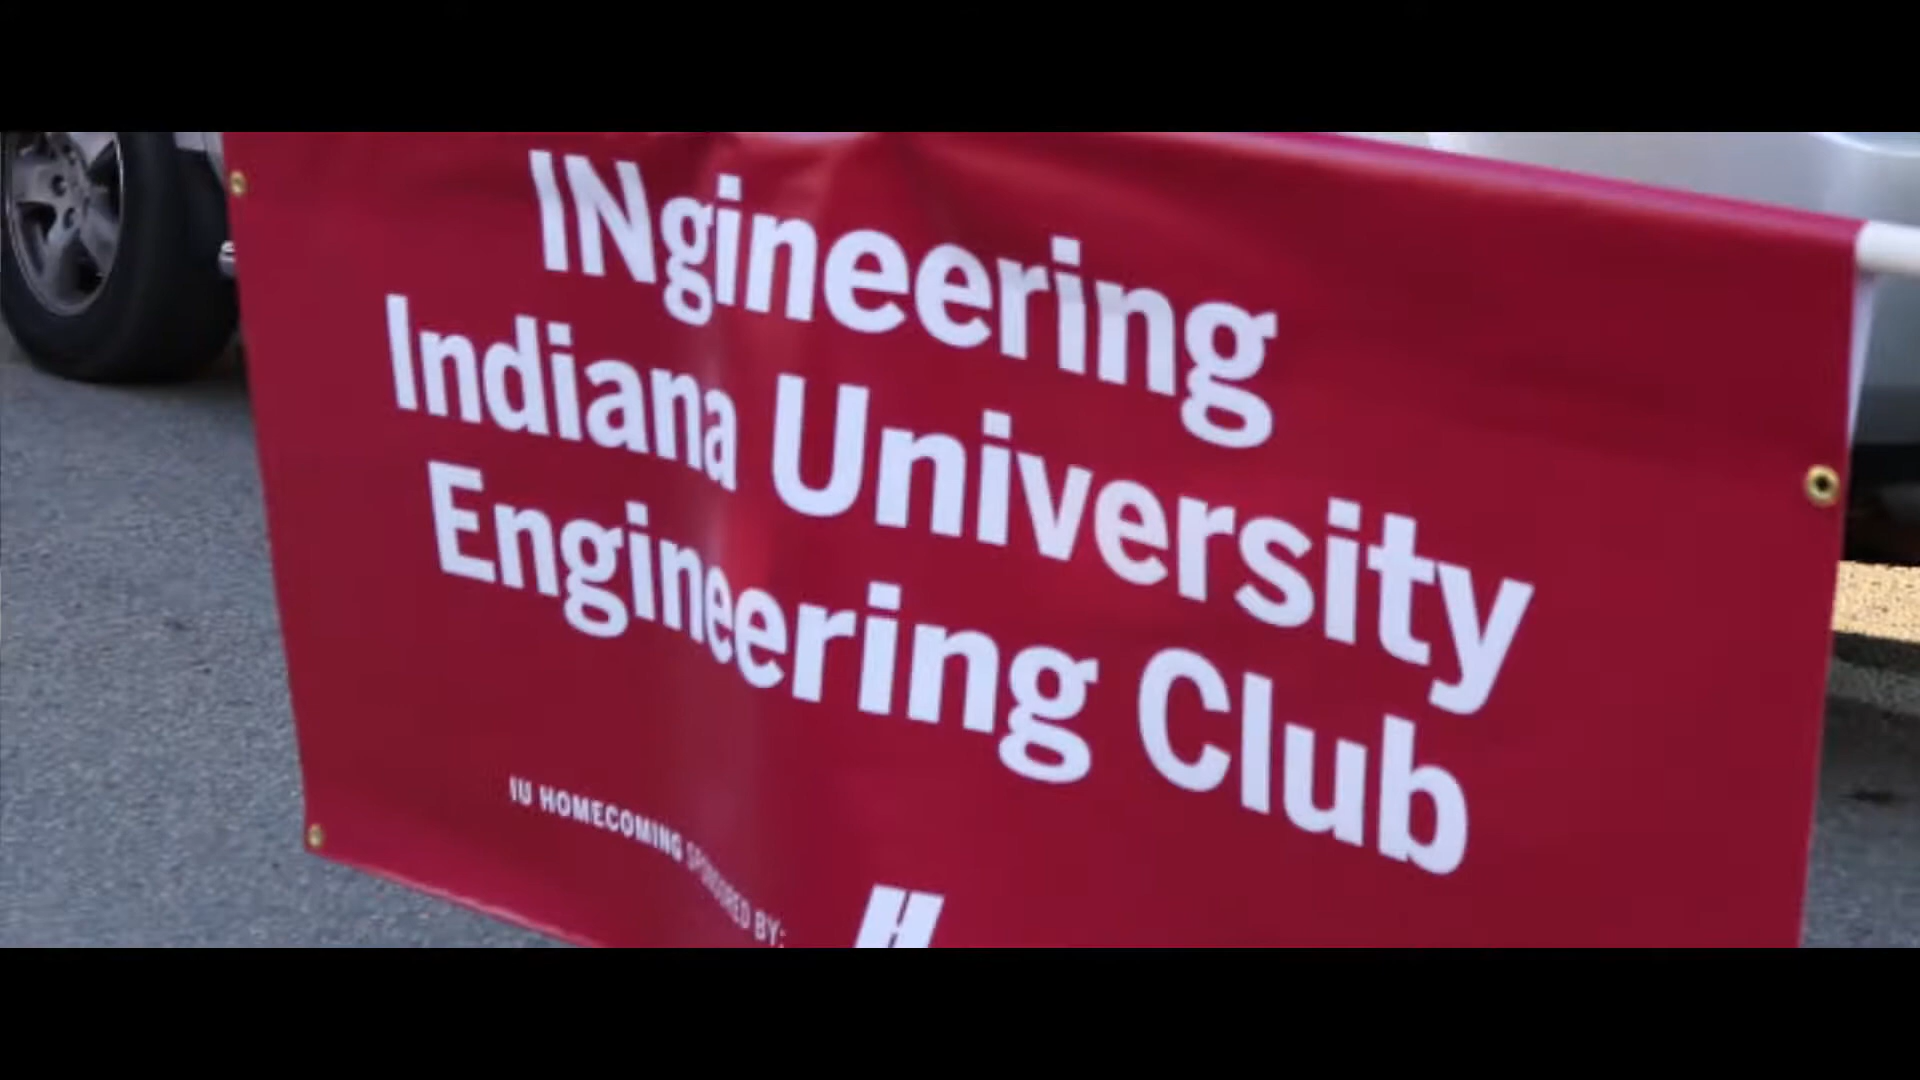 INgineering
Indiana University
Engineering Club
IU HOMECOMING SPONSORED BY: